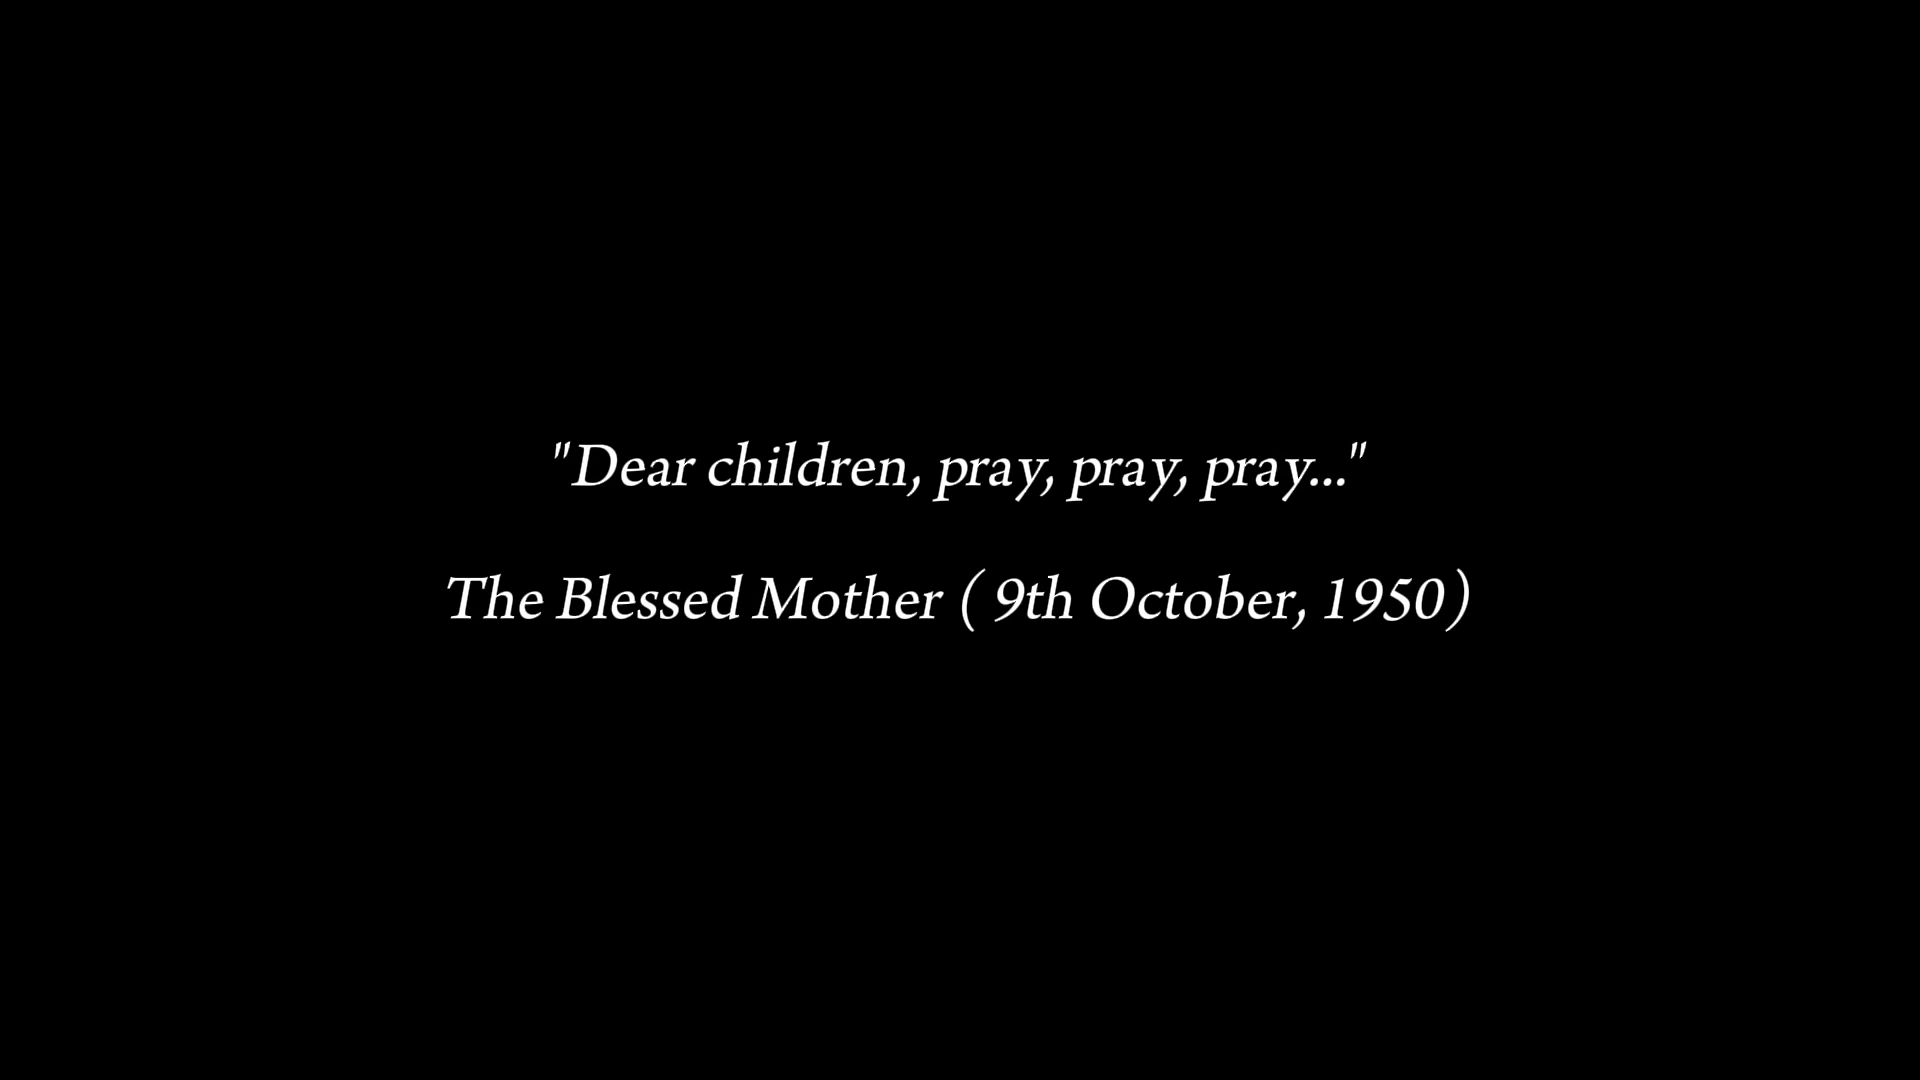 "Dear children, pray, pray, pray..."
The Blessed Mother ( 9th October, 1950)